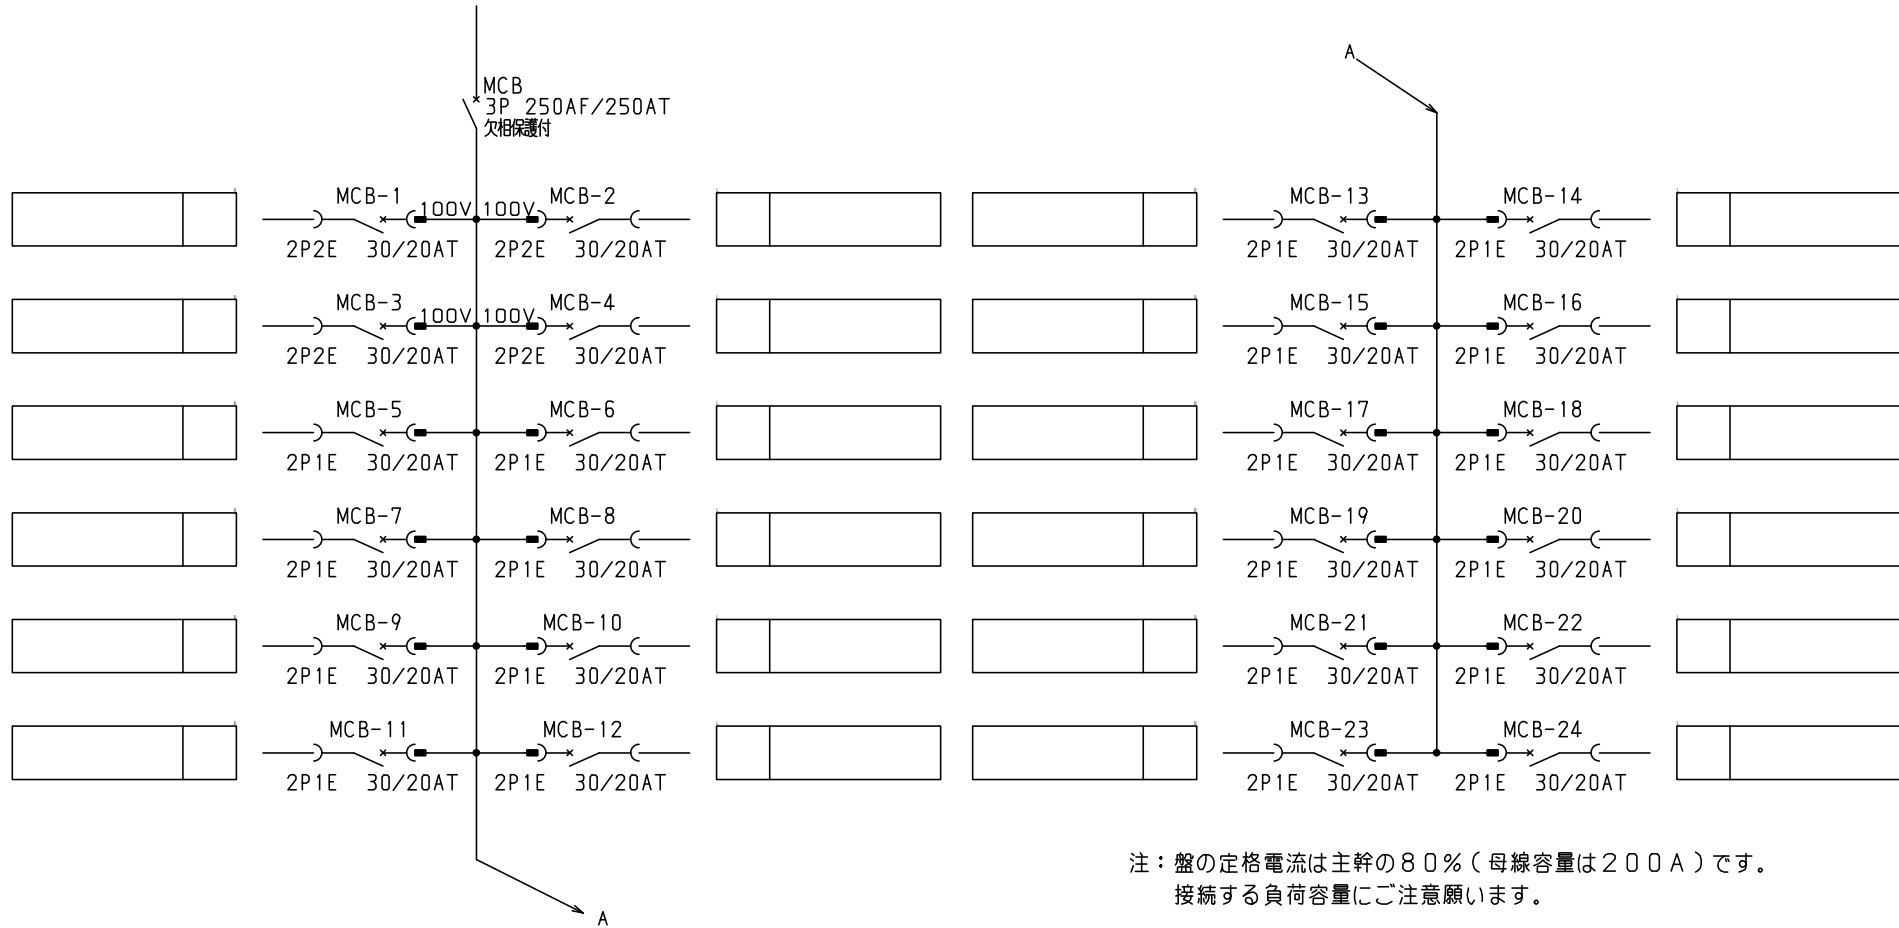 MCB
3P 250AF/250AT
欠相保護付
MCB-1 100V 100V MCB-2
2P2E 30/20AT 2P2E 30/20AT
MCB-3 100V 100V MCB-4
2P2E 30/20AT 2P2E 30/20AT
MCB-5 MCB-6
2P1E 30/20AT 2P1E 30/20AT
MCB-7 MCB-8
2P1E 30/20AT 2P1E 30/20AT
MCB-9 MCB-10
2P1E 30/20AT 2P1E 30/20AT
MCB-11 MCB-12
2P1E 30/20AT 2P1E 30/20AT
A
A
MCB-13 MCB-14
2P1E 30/20AT 2P1E 30/20AT
MCB-15 MCB-16
2P1E 30/20AT 2P1E 30/20AT
MCB-17 MCB-18
2P1E 30/20AT 2P1E 30/20AT
MCB-19 MCB-20
2P1E 30/20AT 2P1E 30/20AT
MCB-21 MCB-22
2P1E 30/20AT 2P1E 30/20AT
MCB-23 MCB-24
2P1E 30/20AT 2P1E 30/20AT
注：盤の定格電流は主幹の８０％（母線容量は２００Ａ）です。
接続する負荷容量にご注意願います。